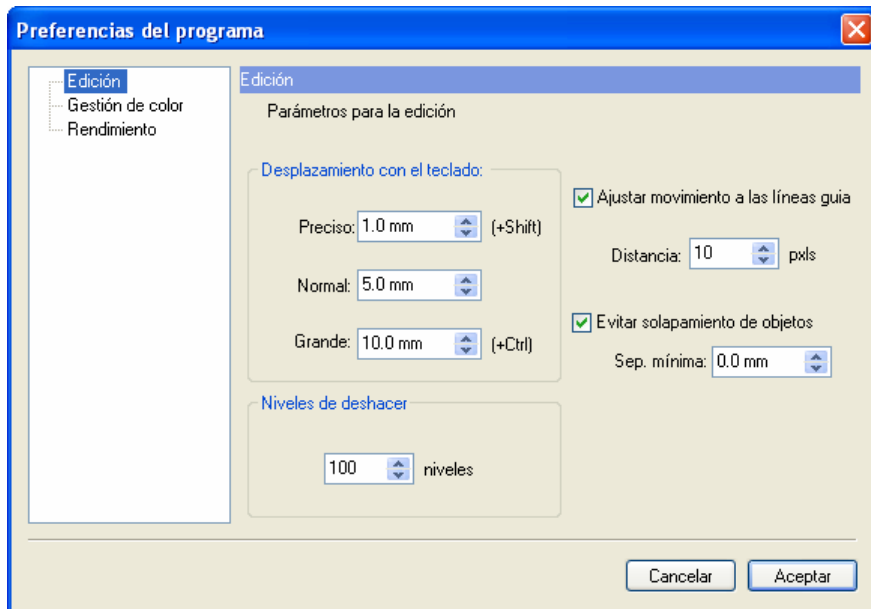 Preferencias del programa
Edición
Gestión de color
Rendimiento
Edición
Parámetros para la edición
Desplazamiento con el teclado:
Preciso: 1.0 mm (+Shift)
Normal: 5.0 mm
Grande: 10.0 mm (+Ctrl)
Ajustar movimiento a las líneas guia
Distancia: 10 pxls
Evitar solapamiento de objetos
Sep. mínima: 0.0 mm
Niveles de deshacer
100 niveles
Cancelar
Aceptar